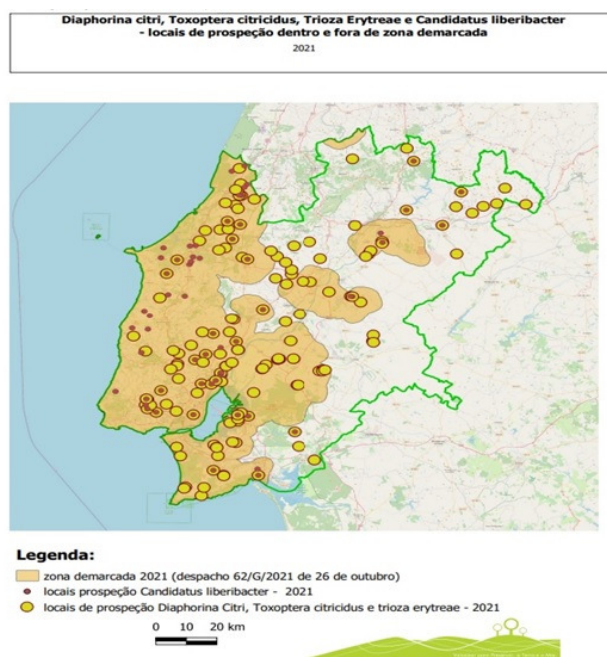 Diaphorina citri, Toxoptera citricidus, Trioza Erytreae e Candidatus liberibacter
- locais de prospeção dentro e fora de zona demarcada
2021
Legenda:
zona demarcada 2021 (despacho 62/G/2021 de 26 de outubro)
locais prospeção Candidatus liberibacter - 2021
locais de prospeção Diaphorina Citri, Toxoptera citricidus e trioza erytreae - 2021
0 10 20 km